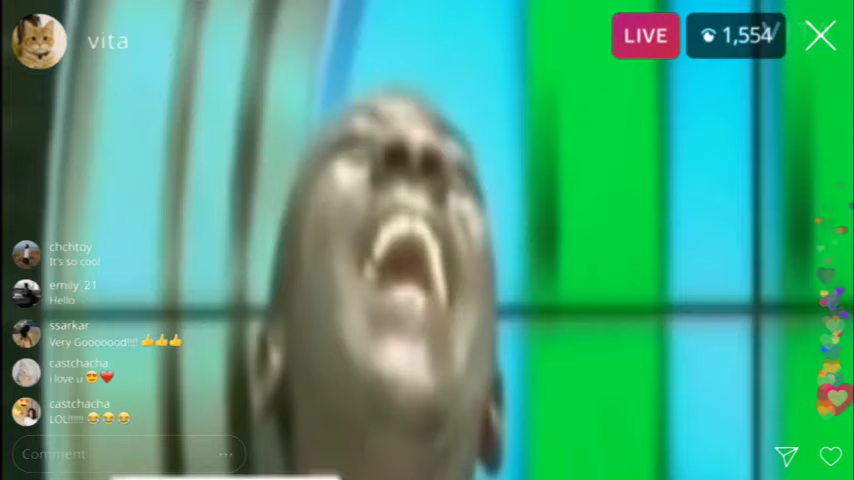 vita
LIVE
1,554
chchtoy
It's so cool
emily_21
Hello
ssarkar
Very Gooooood!!!! 👍👍👍
castchacha
i love u 😍❤️
castchacha
LOL!!!!!! 😂😂😂
Comment